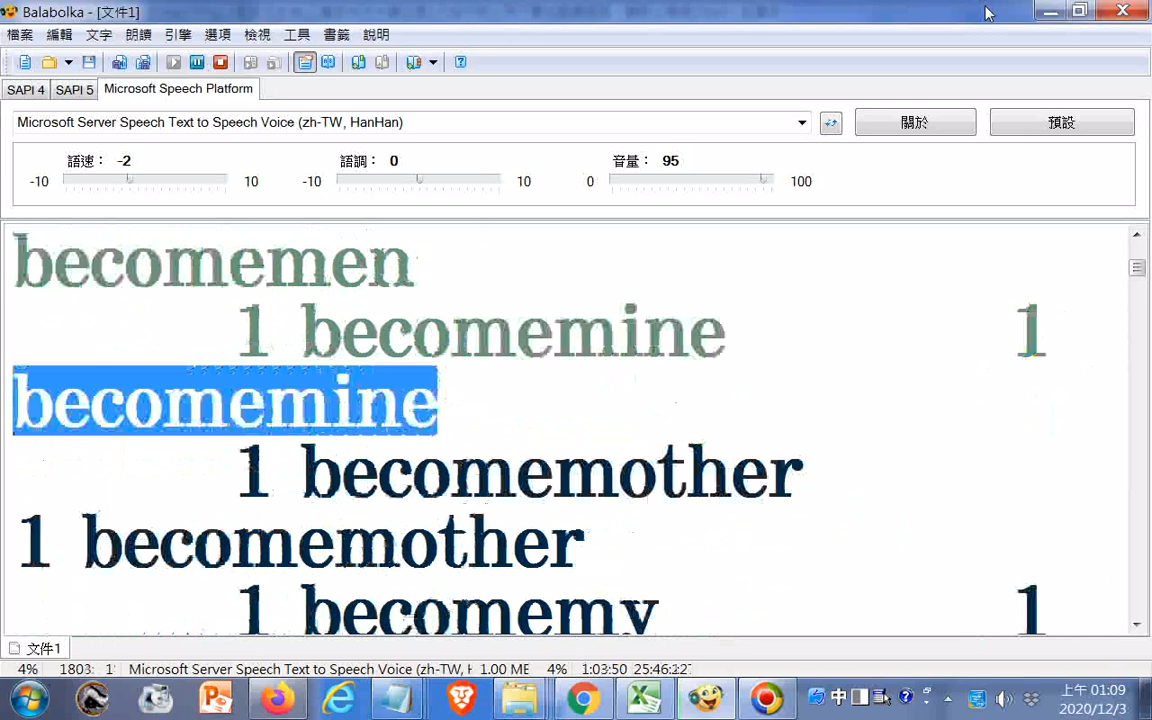 Balabolka - [文件1]
檔案 編輯 文字 朗讀 引擎 選項 檢視 工具 書籤 說明
SAPI 4 SAPI 5 Microsoft Speech Platform
Microsoft Server Speech Text to Speech Voice (zh-TW, HanHan) 關於 預設
語速： -2 語調： 0 音量： 95
-10 10 -10 10 0 100
becomemen
1 becomemine 1
becomemine
1 becomemother
1 becomemother
1 becomemy 1
文件1
4% 1803: Microsoft Server Speech Text to Speech Voice (zh-TW, 1.00 ME 4% 1:03:50 25:46:22
中 上午 01:09
2020/12/3